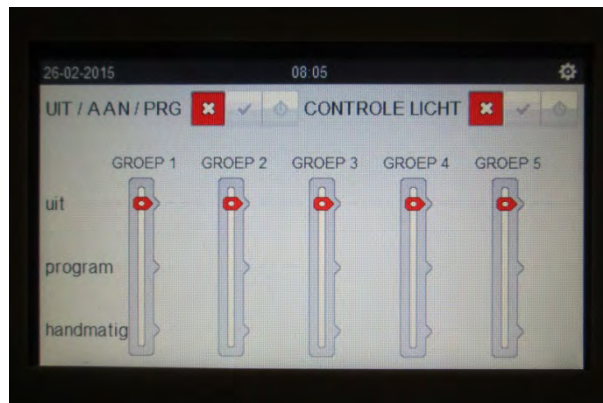 26-02-2015 08:05
UIT / AAN / PRG CONTROLE LICHT
GROEP 1 GROEP 2 GROEP 3 GROEP 4 GROEP 5
uit
program
handmatig